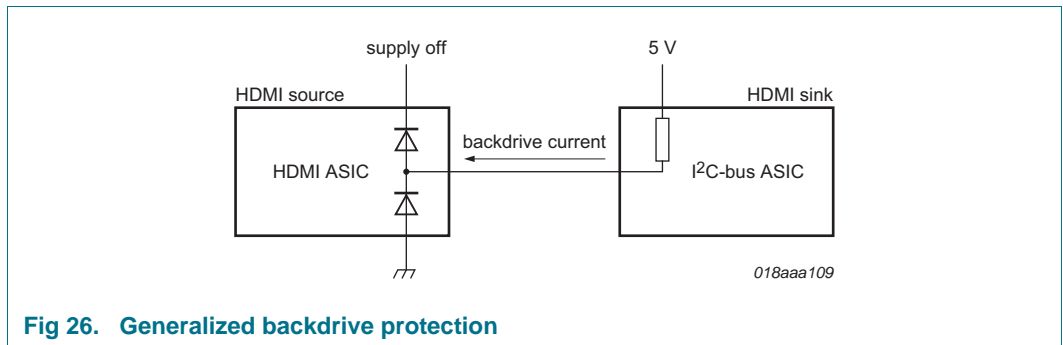 supply off
5 V
HDMI source
HDMI sink
backdrive current
HDMI ASIC
I²C-bus ASIC
018aaa109
Fig 26. Generalized backdrive protection